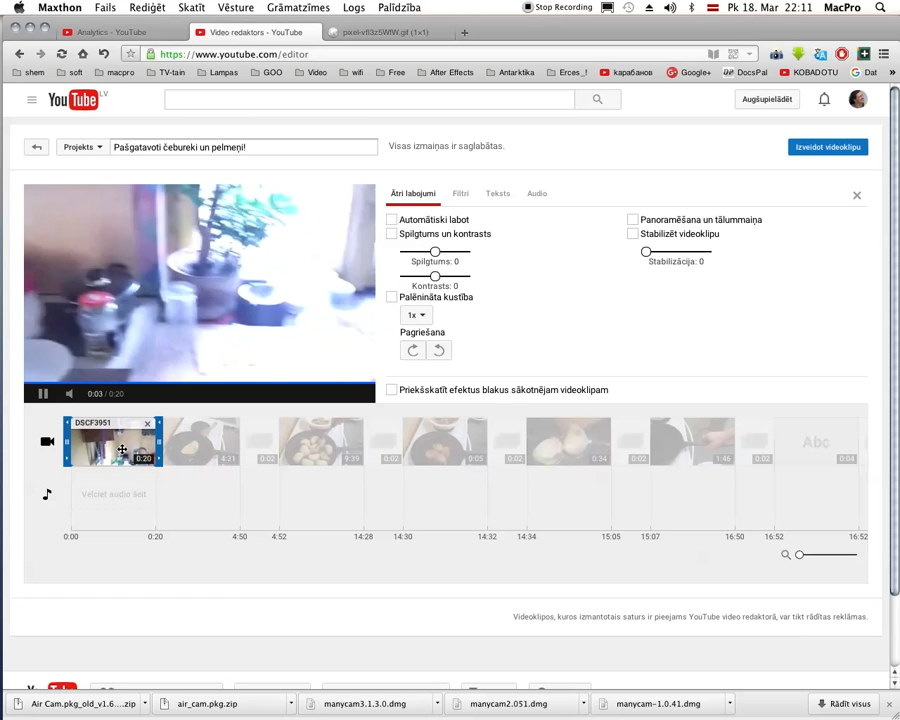 Maxthon Fails Rediģēt Skatīt Vēsture Grāmatzīmes Logs Palīdzība Stop Recording Pk 18. Mar 22:11 MacPro
Analytics - YouTube Video redaktors - YouTube pixel-vfl3z5WfW.gif (1×1)
https://www.youtube.com/editor
shem soft macpro TV-tain Lampas GOO Video wifi Free After Effects Antarktika Erces_! карабанов Google+ DocsPal KOBADOTU Dat
YouTube LV Augšupielādēt
Projekts Pašgatavoti čebureki un pelmeņi! Visas izmaiņas ir saglabātas. Izveidot videoklipu
Ātri labojumi Filtri Teksts Audio
Automātiski labot Panoramēšana un tālummaiņa
Spilgtums un kontrasts Stabilizēt videoklipu
Spilgtums: 0 Stabilizācija: 0
Kontrasts: 0
Palēnināta kustība
1x
Pagriešana
Priekšskatīt efektus blakus sākotnējam videoklipam
0:03 / 0:20
DSCF3951
Abc
0:20 4:31 0:02 9:39 0:02 0:05 0:02 0:34 0:02 1:46 0:02 0:04
Velciet audio šeit
0:00 0:20 4:50 4:52 14:28 14:30 14:32 14:34 15:05 15:07 16:50 16:52 16:52
Videoklipos, kuros izmantotais saturs ir pieejams YouTube video redaktorā, var tikt rādītas reklāmas.
Air Cam.pkg_old_v1.6....zip air_cam.pkg.zip manycam3.1.3.0.dmg manycam2.051.dmg manycam-1.0.41.dmg Rādīt visus